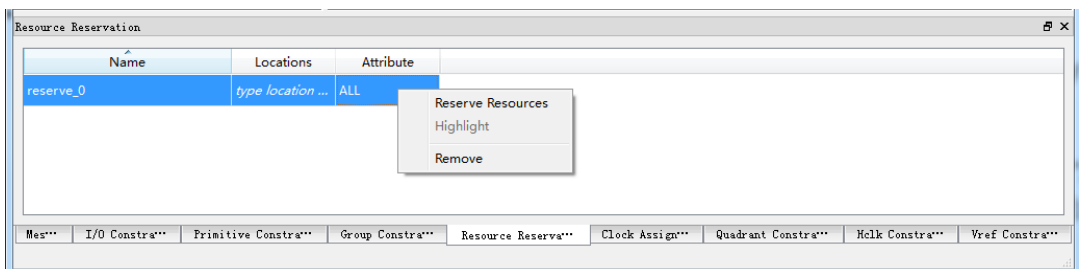 Resource Reservation
Name Locations Attribute
reserve_0 type location ... ALL
Reserve Resources
Highlight
Remove
Mes... I/O Constra... Primitive Constra... Group Constra... Resource Reserva... Clock Assign... Quadrant Constra... Hclk Constra... Vref Constra...